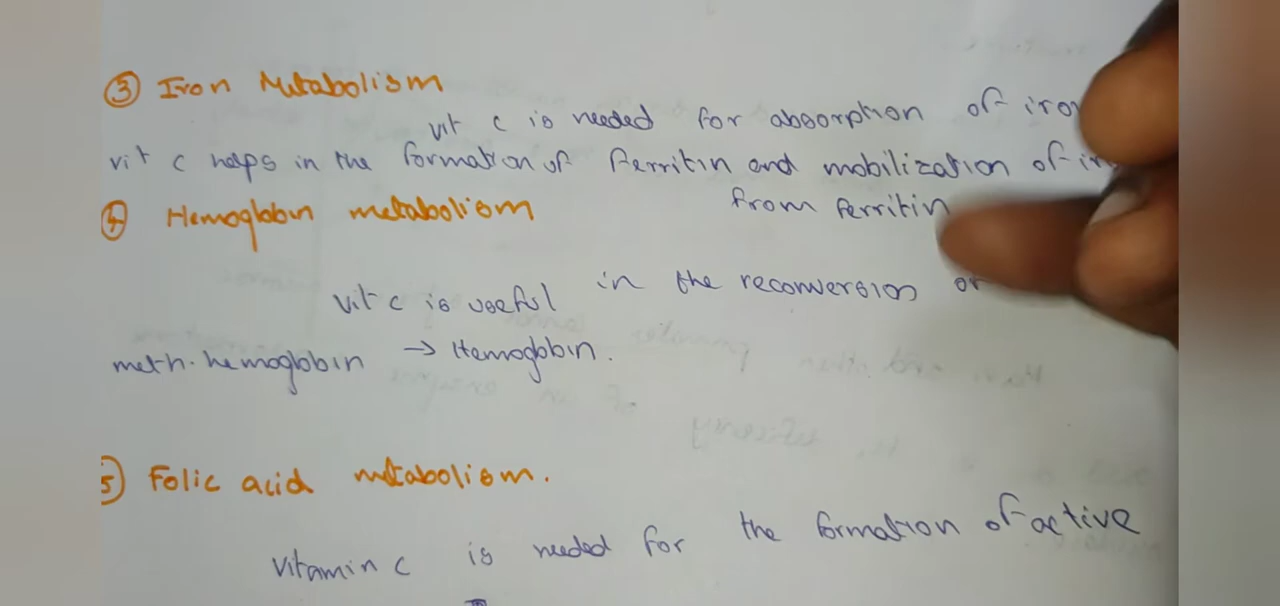 ③ Iron Metabolism
vit c is needed for absorption of iron
vit c helps in the formation of Ferritin and mobilization of
from ferritin
④ Hemoglobin metabolism
vit c is useful in the reconversion of
meth.hemoglobin → Hemoglobin.
5) Folic acid metabolism.
vitamin c is needed for the formation of active